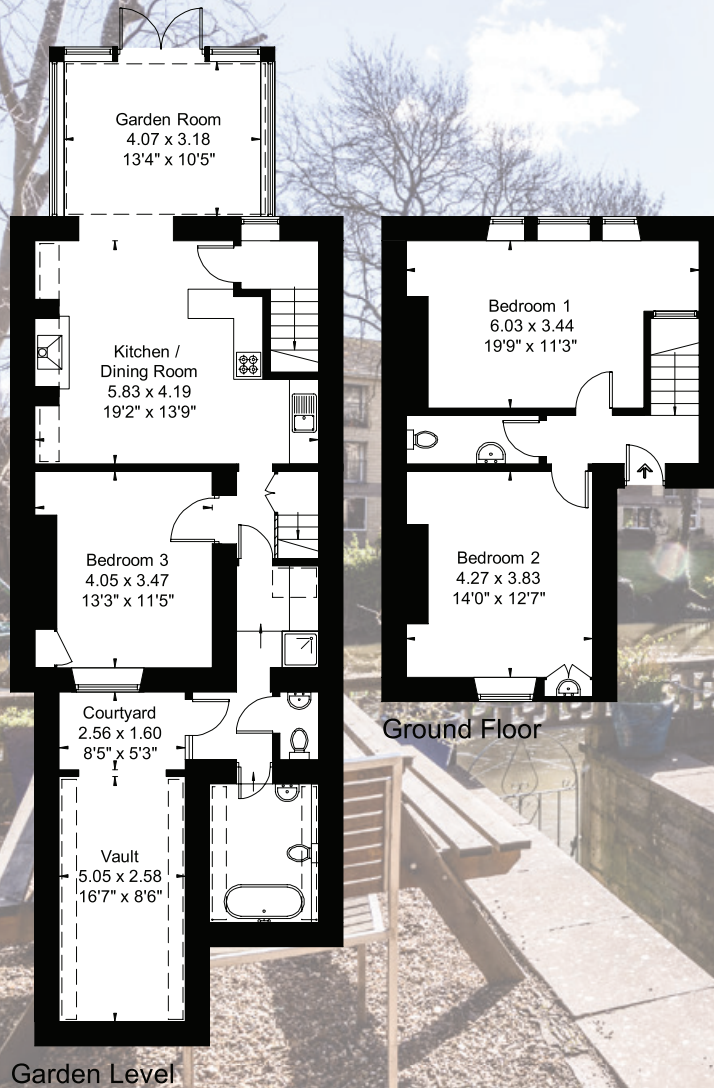 Garden Room
4.07 x 3.18
13'4" x 10'5"
Kitchen /
Dining Room
5.83 x 4.19
19'2" x 13'9"
Bedroom 3
4.05 x 3.47
13'3" x 11'5"
Courtyard
2.56 x 1.60
8'5" x 5'3"
Vault
5.05 x 2.58
16'7" x 8'6"
Garden Level
Bedroom 1
6.03 x 3.44
19'9" x 11'3"
Bedroom 2
4.27 x 3.83
14'0" x 12'7"
Ground Floor